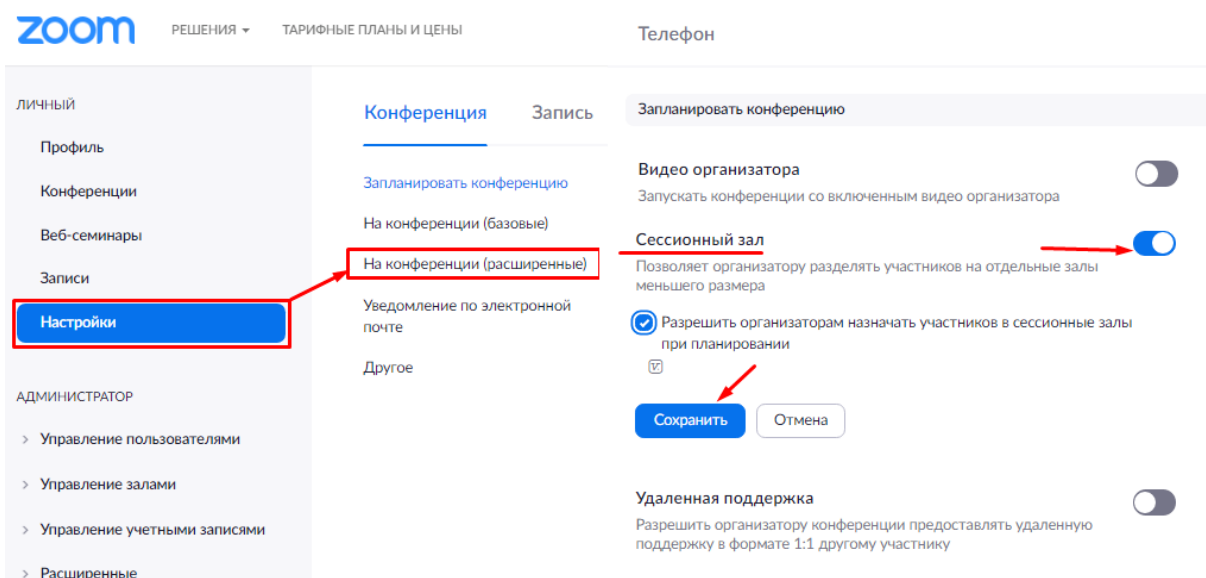 zoom
РЕШЕНИЯ
ТАРИФНЫЕ ПЛАНЫ И ЦЕНЫ
Телефон
ЛИЧНЫЙ
Профиль
Конференции
Веб-семинары
Записи
Настройки
АДМИНИСТРАТОР
Управление пользователями
Управление залами
Управление учетными записями
Расширенные
Конференция
Запись
Запланировать конференцию
На конференции (базовые)
На конференции (расширенные)
Уведомление по электронной
почте
Другое
Запланировать конференцию
Видео организатора
Запускать конференции со включенным видео организатора
Сессионный зал
Позволяет организатору разделять участников на отдельные залы
меньшего размера
Разрешить организаторам назначать участников в сессионные залы
при планировании
Сохранить
Отмена
Удаленная поддержка
Разрешить организатору конференции предоставлять удаленную
поддержку в формате 1:1 другому участнику